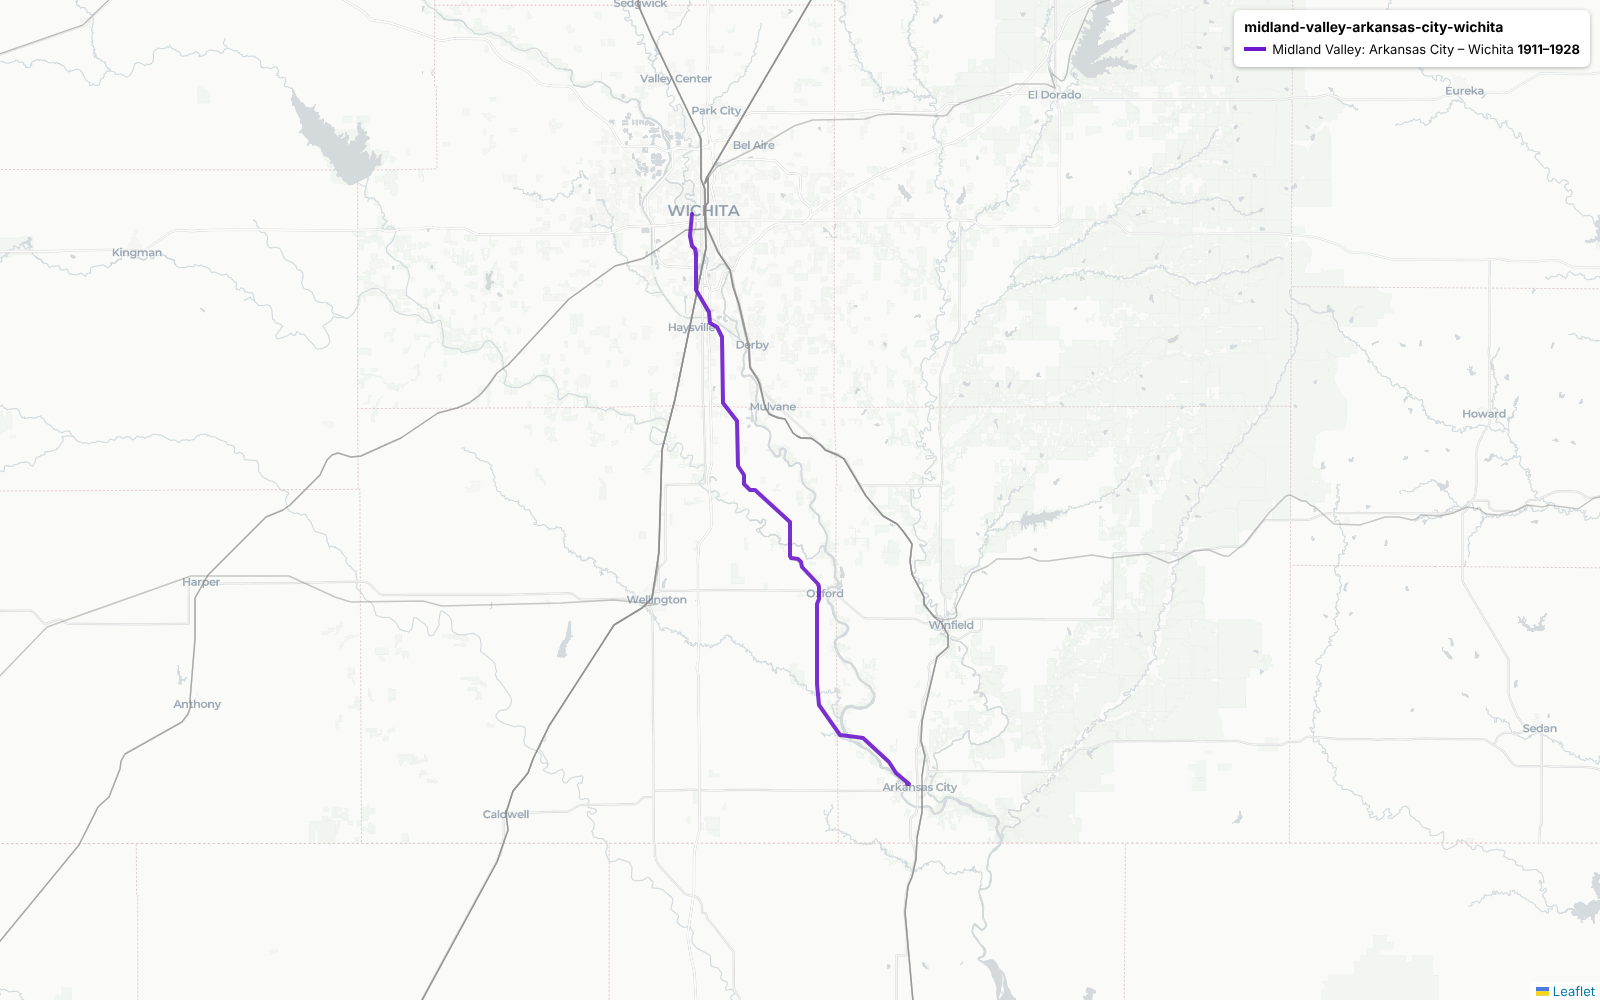 Sedgwick
midland-valley-arkansas-city-wichita
Midland Valley: Arkansas City – Wichita 1911–1928
Valley Center
El Dorado
Eureka
Park City
Bel Aire
WICHITA
Kingman
Haysville
Derby
Mulvane
Howard
Harper
Wellington
Oxford
Winfield
Anthony
Sedan
Arkansas City
Caldwell
Leaflet